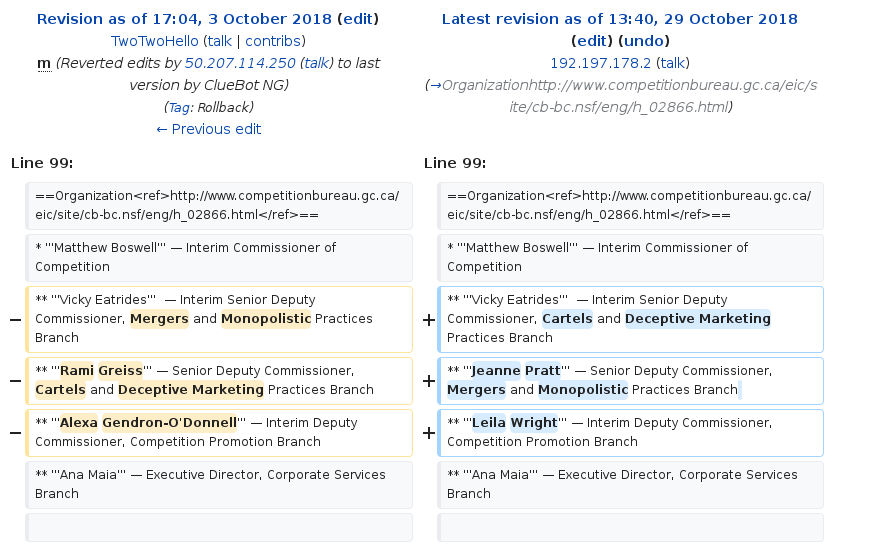 Revision as of 17:04, 3 October 2018 (edit)
TwoTwoHello (talk | contribs)
m (Reverted edits by 50.207.114.250 (talk) to last
version by ClueBot NG)
(Tag: Rollback)
← Previous edit
Latest revision as of 13:40, 29 October 2018
(edit) (undo)
192.197.178.2 (talk)
(→Organizationhttp://www.competitionbureau.gc.ca/eic/s
ite/cb-bc.nsf/eng/h_02866.html)
Line 99:
==Organization<ref>http://www.competitionbureau.gc.ca/
eic/site/cb-bc.nsf/eng/h_02866.html</ref>==
* '''Matthew Boswell''' — Interim Commissioner of
Competition
− ** '''Vicky Eatrides'''  — Interim Senior Deputy
Commissioner, Mergers and Monopolistic Practices
Branch
− ** '''Rami Greiss''' — Senior Deputy Commissioner,
Cartels and Deceptive Marketing Practices Branch
− ** '''Alexa Gendron-O'Donnell''' — Interim Deputy
Commissioner, Competition Promotion Branch
** '''Ana Maia''' — Executive Director, Corporate Services
Branch
Line 99:
==Organization<ref>http://www.competitionbureau.gc.ca/
eic/site/cb-bc.nsf/eng/h_02866.html</ref>==
* '''Matthew Boswell''' — Interim Commissioner of
Competition
+ ** '''Vicky Eatrides'''  — Interim Senior Deputy
Commissioner, Cartels and Deceptive Marketing
Practices Branch
+ ** '''Jeanne Pratt''' — Senior Deputy Commissioner,
Mergers and Monopolistic Practices Branch
+ ** '''Leila Wright''' — Interim Deputy Commissioner,
Competition Promotion Branch
** '''Ana Maia''' — Executive Director, Corporate Services
Branch